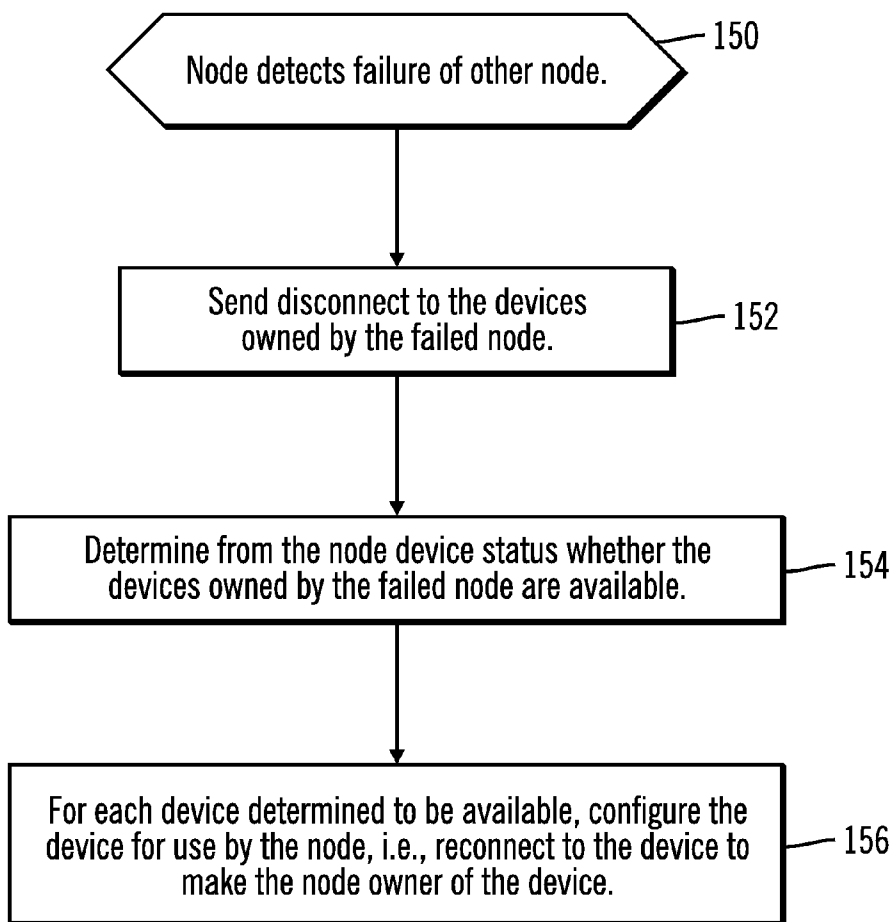 Node detects failure of other node.
150
Send disconnect to the devices
owned by the failed node.
152
Determine from the node device status whether the
devices owned by the failed node are available.
154
For each device determined to be available, configure the
device for use by the node, i.e., reconnect to the device to
make the node owner of the device.
156